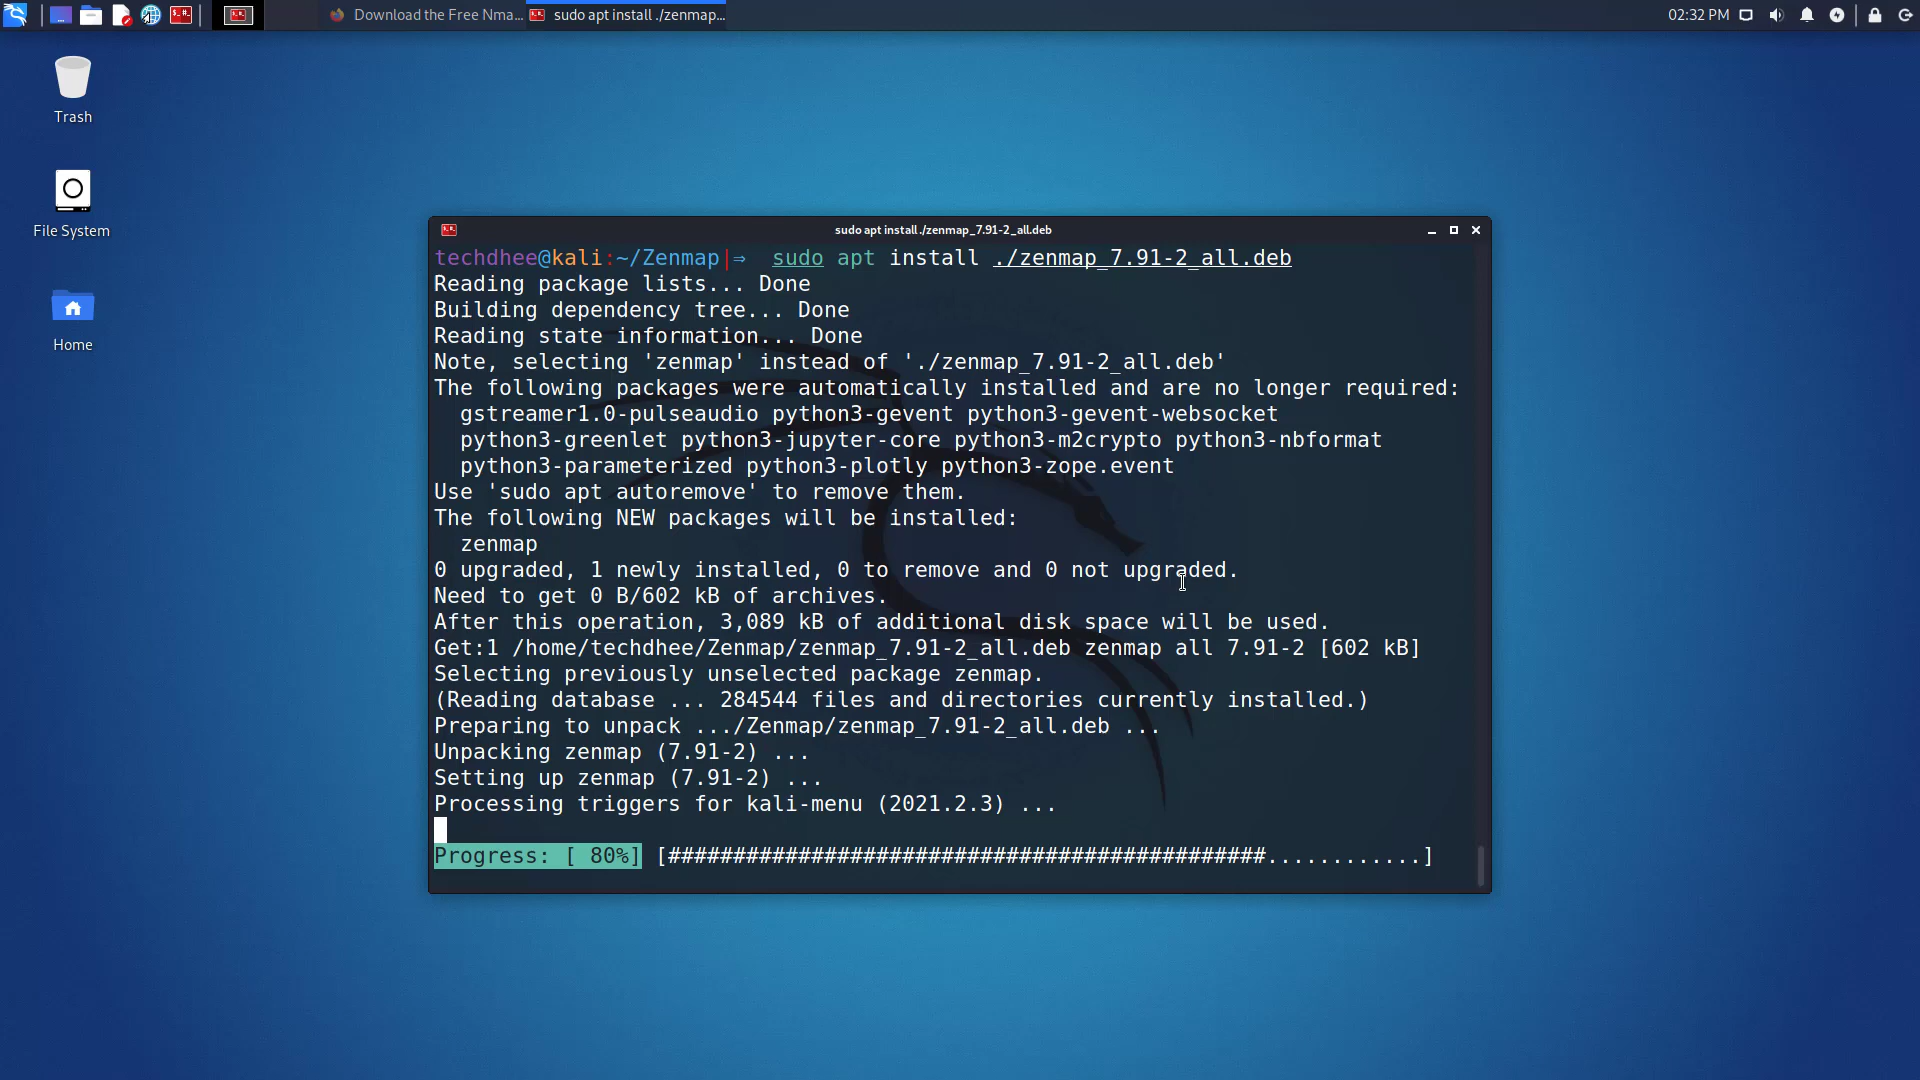 Download the Free Nma...
sudo apt install ./zenmap...
02:32 PM
Trash
File System
Home
sudo apt install ./zenmap_7.91-2_all.deb
techdhee@kali:~/Zenmap|⇒  sudo apt install ./zenmap_7.91-2_all.deb
Reading package lists... Done
Building dependency tree... Done
Reading state information... Done
Note, selecting 'zenmap' instead of './zenmap_7.91-2_all.deb'
The following packages were automatically installed and are no longer required:
  gstreamer1.0-pulseaudio python3-gevent python3-gevent-websocket
  python3-greenlet python3-jupyter-core python3-m2crypto python3-nbformat
  python3-parameterized python3-plotly python3-zope.event
Use 'sudo apt autoremove' to remove them.
The following NEW packages will be installed:
  zenmap
0 upgraded, 1 newly installed, 0 to remove and 0 not upgraded.
Need to get 0 B/602 kB of archives.
After this operation, 3,089 kB of additional disk space will be used.
Get:1 /home/techdhee/Zenmap/zenmap_7.91-2_all.deb zenmap all 7.91-2 [602 kB]
Selecting previously unselected package zenmap.
(Reading database ... 284544 files and directories currently installed.)
Preparing to unpack .../Zenmap/zenmap_7.91-2_all.deb ...
Unpacking zenmap (7.91-2) ...
Setting up zenmap (7.91-2) ...
Processing triggers for kali-menu (2021.2.3) ...
Progress: [ 80%] [##############################################............]